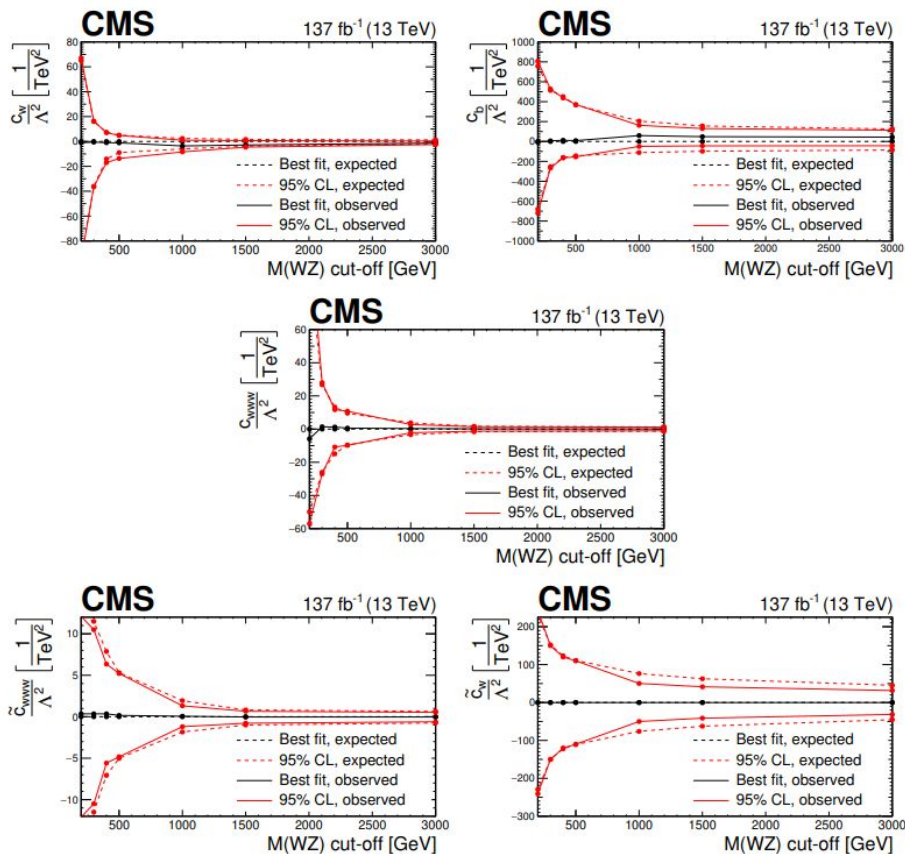 CMS 137 fb⁻¹ (13 TeV)
c_w/Λ² [1/TeV²]
80
60
40
20
0
−20
−40
−60
−80
Best fit, expected
95% CL, expected
Best fit, observed
95% CL, observed
500 1000 1500 2000 2500 3000
M(WZ) cut-off [GeV]
CMS 137 fb⁻¹ (13 TeV)
c_b/Λ² [1/TeV²]
1000
800
600
400
200
0
−200
−400
−600
−800
−1000
Best fit, expected
95% CL, expected
Best fit, observed
95% CL, observed
500 1000 1500 2000 2500 3000
M(WZ) cut-off [GeV]
CMS 137 fb⁻¹ (13 TeV)
c_www/Λ² [1/TeV²]
60
40
20
0
−20
−40
−60
Best fit, expected
95% CL, expected
Best fit, observed
95% CL, observed
500 1000 1500 2000 2500 3000
M(WZ) cut-off [GeV]
CMS 137 fb⁻¹ (13 TeV)
c̃_www/Λ² [1/TeV²]
10
5
0
−5
−10
Best fit, expected
95% CL, expected
Best fit, observed
95% CL, observed
500 1000 1500 2000 2500 3000
M(WZ) cut-off [GeV]
CMS 137 fb⁻¹ (13 TeV)
c̃_w/Λ² [1/TeV²]
200
100
0
−100
−200
−300
Best fit, expected
95% CL, expected
Best fit, observed
95% CL, observed
500 1000 1500 2000 2500 3000
M(WZ) cut-off [GeV]